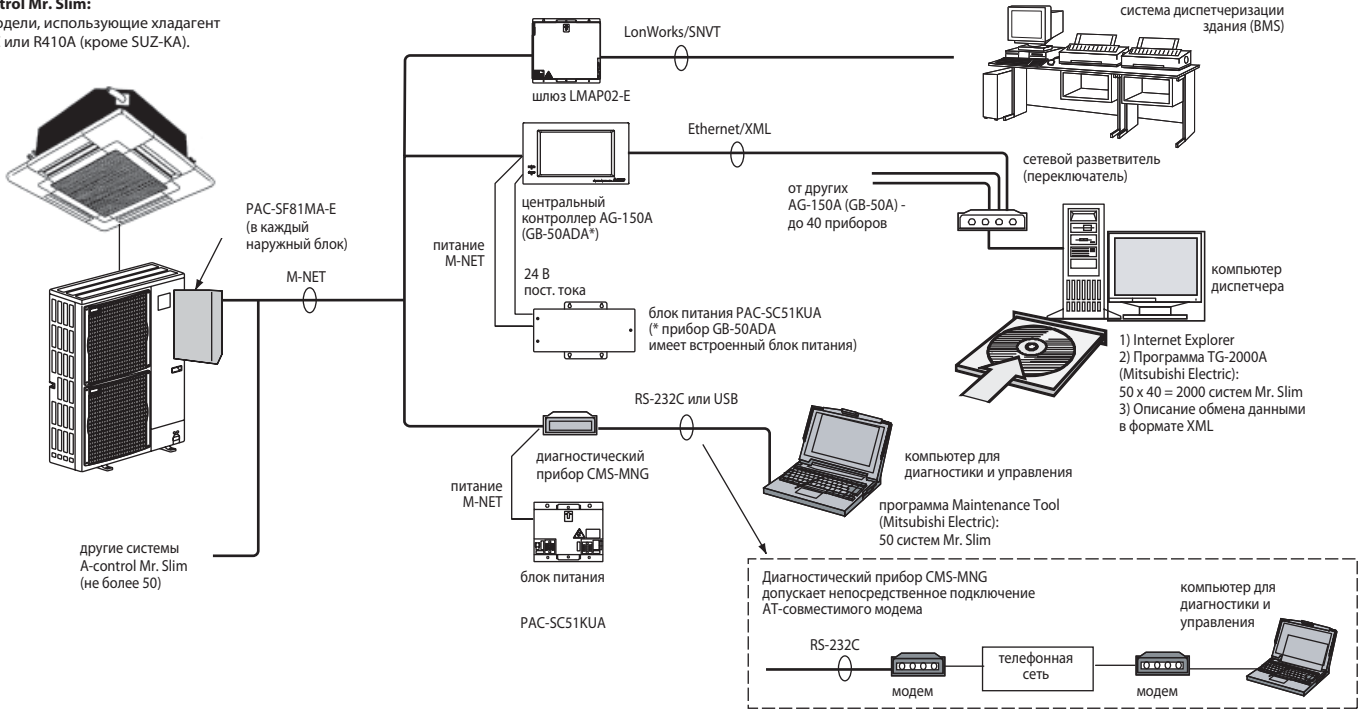 ntrol Mr. Slim:
одели, использующие хладагент
или R410A (кроме SUZ-KA).
PAC-SF81MA-E
(в каждый
наружный блок)
M-NET
другие системы
A-control Mr. Slim
(не более 50)
LonWorks/SNVT
шлюз LMAP02-E
система диспетчеризации
здания (BMS)
Ethernet/XML
центральный
контроллер AG-150A
(GB-50ADA*)
питание
M-NET
24 В
пост. тока
блок питания PAC-SC51KUA
(* прибор GB-50ADA
имеет встроенный блок питания)
от других
AG-150A (GB-50A) -
до 40 приборов
сетевой разветвитель
(переключатель)
компьютер
диспетчера
1) Internet Explorer
2) Программа TG-2000A
(Mitsubishi Electric):
50 x 40 = 2000 систем Mr. Slim
3) Описание обмена данными
в формате XML
RS-232C или USB
диагностический
прибор CMS-MNG
питание
M-NET
блок питания
PAC-SC51KUA
компьютер для
диагностики и управления
программа Maintenance Tool
(Mitsubishi Electric):
50 систем Mr. Slim
Диагностический прибор CMS-MNG
допускает непосредственное подключение
АТ-совместимого модема
RS-232C
модем
телефонная
сеть
модем
компьютер для
диагностики и
управления